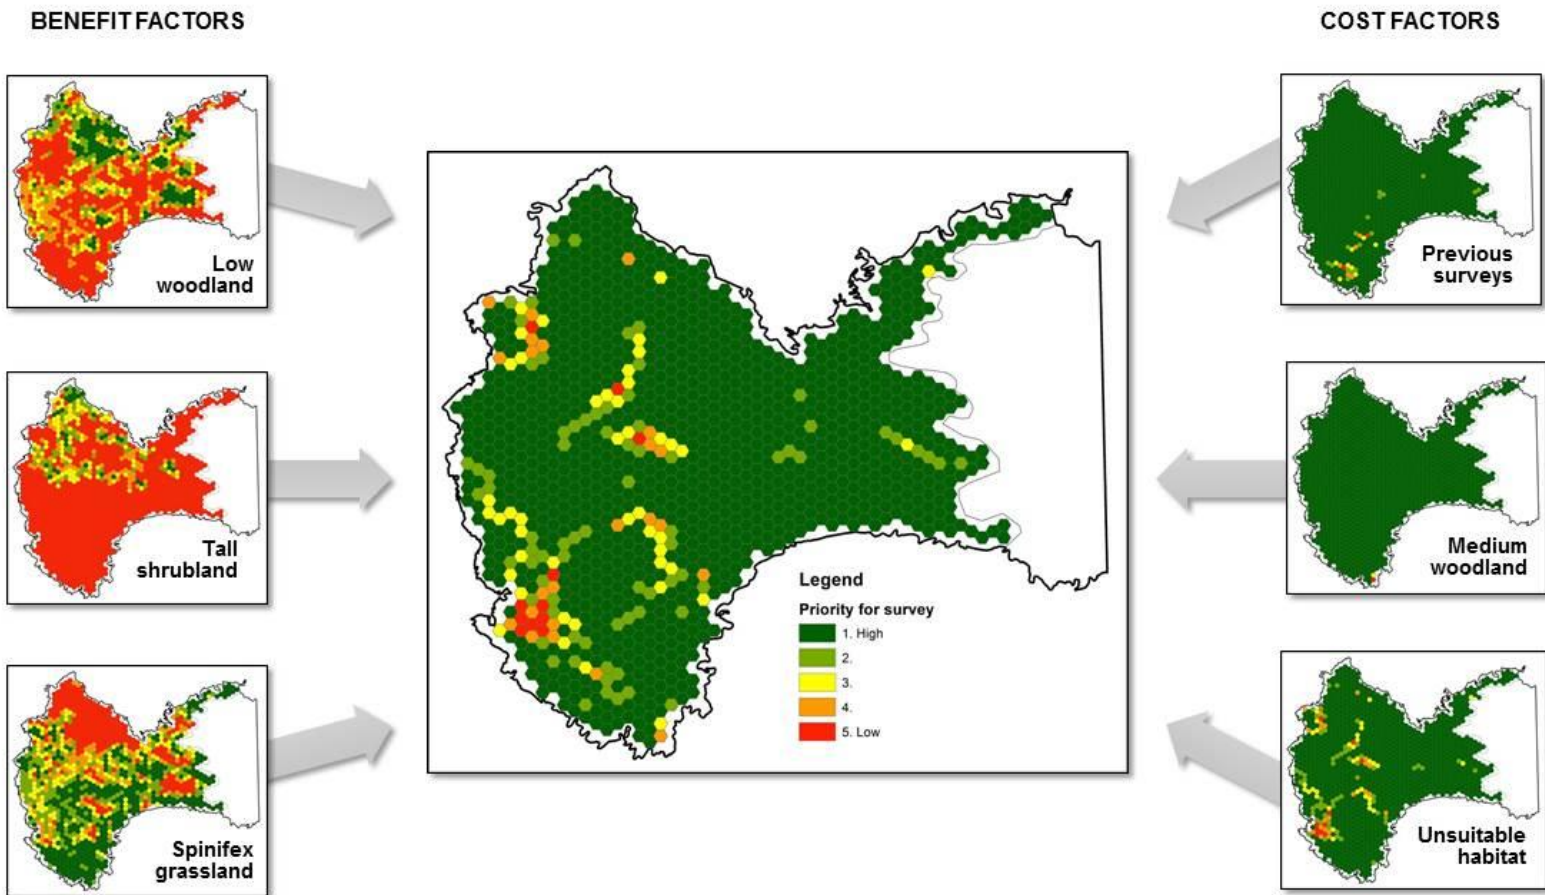 BENEFIT FACTORS
COST FACTORS
Low
woodland
Previous
surveys
Tall
shrubland
Medium
woodland
Spinifex
grassland
Unsuitable
habitat
Legend
Priority for survey
1. High
2.
3.
4.
5. Low